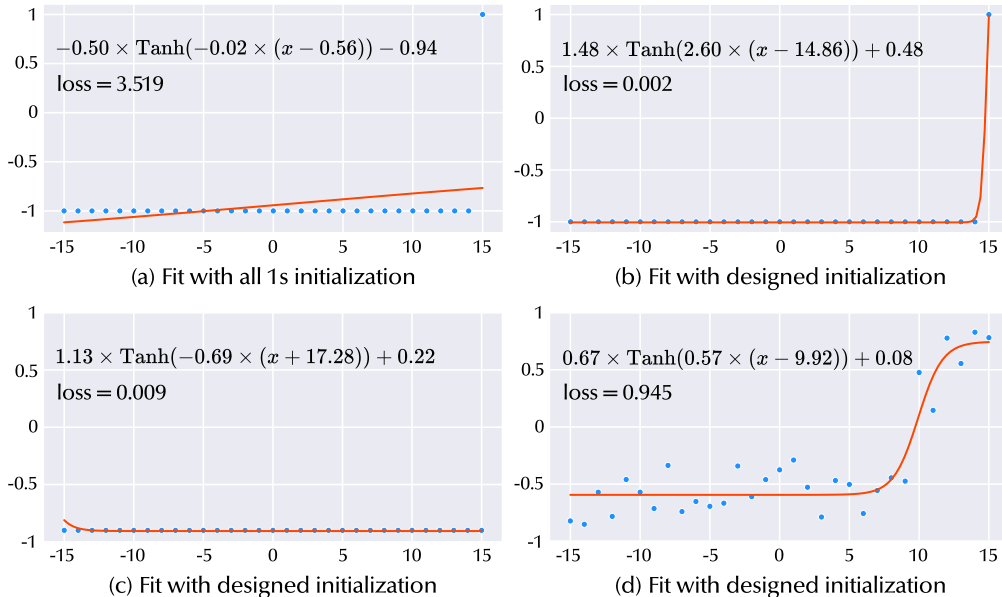 1
0.5
0
-0.5
-1
−0.50 × Tanh(−0.02 × (x − 0.56)) − 0.94
loss = 3.519
-15 -10 -5 0 5 10 15
(a) Fit with all 1s initialization
1
0.5
0
-0.5
-1
1.48 × Tanh(2.60 × (x − 14.86)) + 0.48
loss = 0.002
-15 -10 -5 0 5 10 15
(b) Fit with designed initialization
1
0.5
0
-0.5
-1
1.13 × Tanh(−0.69 × (x + 17.28)) + 0.22
loss = 0.009
-15 -10 -5 0 5 10 15
(c) Fit with designed initialization
1
0.5
0
-0.5
-1
0.67 × Tanh(0.57 × (x − 9.92)) + 0.08
loss = 0.945
-15 -10 -5 0 5 10 15
(d) Fit with designed initialization